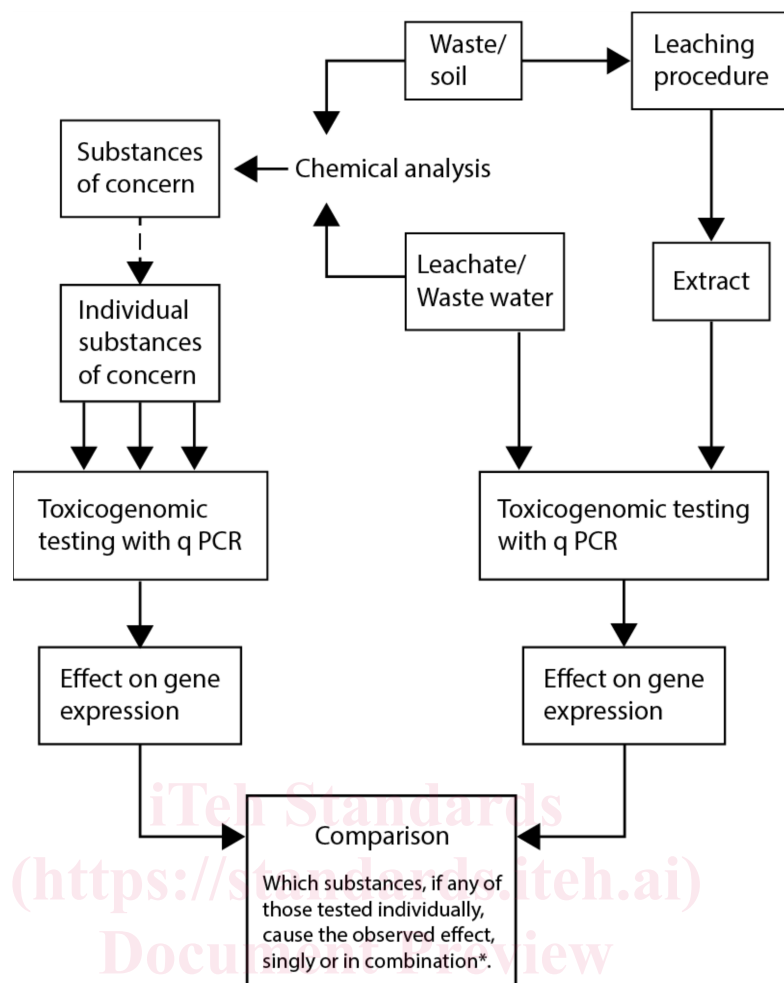 Waste/
soil
Leaching
procedure
Substances
of concern
Chemical analysis
Leachate/
Waste water
Extract
Individual
substances
of concern
Toxicogenomic
testing with q PCR
Toxicogenomic testing
with q PCR
Effect on gene
expression
Effect on gene
expression
iTeh Standards
(https://standards.iteh.ai)
Document Preview
Comparison
Which substances, if any of
those tested individually,
cause the observed effect,
singly or in combination*.